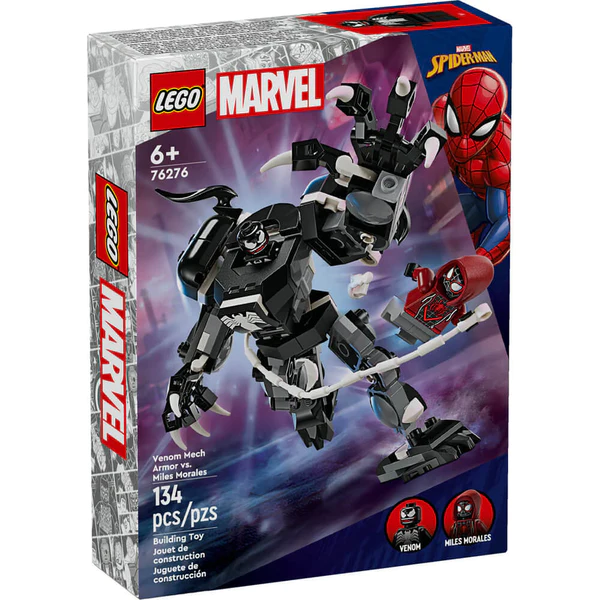 LEGO
MARVEL
MARVEL
SPIDER-MAN
6+
76276
LEGO
MARVEL
Venom Mech
Armor vs.
Miles Morales
134
pcs/pzs
Building Toy
Jouet de
construction
Juguete de
construcción
VENOM
MILES MORALES